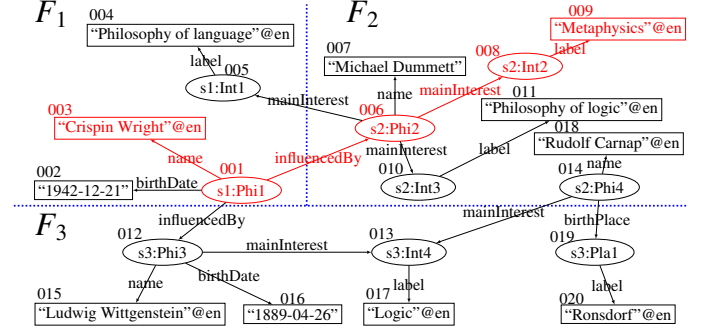 F1
F2
004
"Philosophy of language"@en
label
005
s1:Int1
mainInterest
009
"Metaphysics"@en
label
008
s2:Int2
007
"Michael Dummett"
name
mainInterest
011
"Philosophy of logic"@en
003
"Crispin Wright"@en
name
006
s2:Phi2
influencedBy
mainInterest
label
018
"Rudolf Carnap"@en
name
002
"1942-12-21"
birthDate
001
s1:Phi1
010
s2:Int3
014
s2:Phi4
F3
influencedBy
mainInterest
birthPlace
012
s3:Phi3
mainInterest
013
s3:Int4
019
s3:Pla1
name
birthDate
label
label
015
"Ludwig Wittgenstein"@en
016
"1889-04-26"
017
"Logic"@en
020
"Ronsdorf"@en